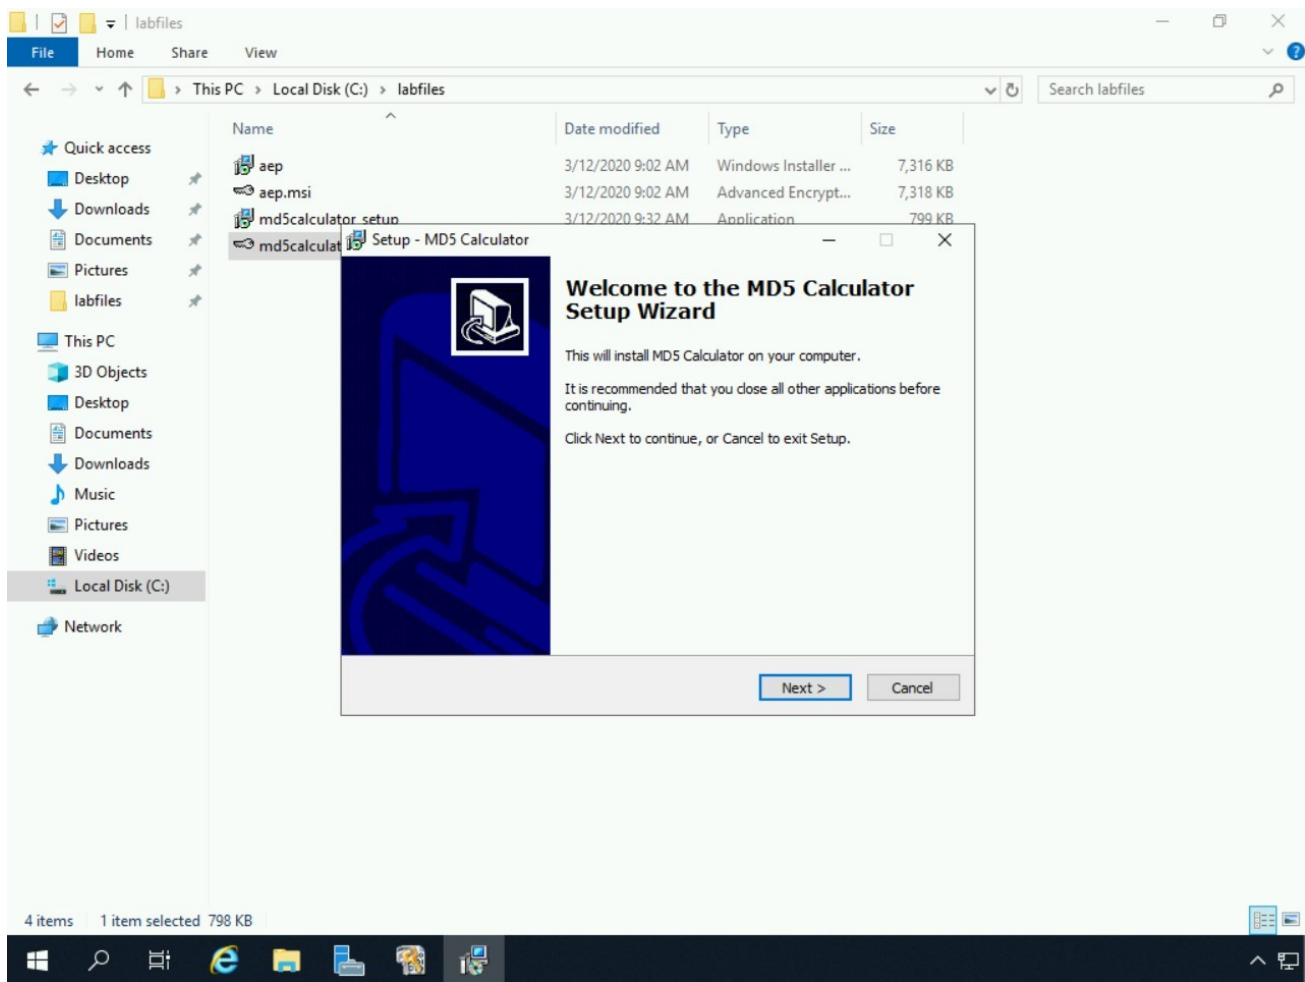 labfiles
File Home Share View
This PC > Local Disk (C:) > labfiles
Search labfiles
Name Date modified Type Size
Quick access
Desktop
Downloads
Documents
Pictures
labfiles
This PC
3D Objects
Desktop
Documents
Downloads
Music
Pictures
Videos
Local Disk (C:)
Network
aep 3/12/2020 9:02 AM Windows Installer ... 7,316 KB
aep.msi 3/12/2020 9:02 AM Advanced Encrypt... 7,318 KB
md5calculator_setup 3/12/2020 9:32 AM Application 799 KB
md5calculat
Setup - MD5 Calculator
Welcome to the MD5 Calculator
Setup Wizard
This will install MD5 Calculator on your computer.
It is recommended that you close all other applications before
continuing.
Click Next to continue, or Cancel to exit Setup.
Next >
Cancel
4 items 1 item selected 798 KB